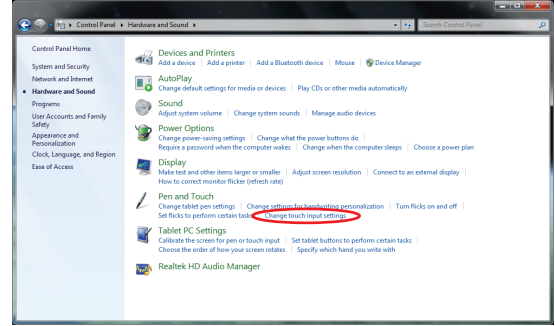 Control Panel ▸ Hardware and Sound ▸
Search Control Panel
Control Panel Home
System and Security
Network and Internet
Hardware and Sound
Programs
User Accounts and Family
Safety
Appearance and
Personalization
Clock, Language, and Region
Ease of Access
Devices and Printers
Add a device | Add a printer | Add a Bluetooth device | Mouse | Device Manager
AutoPlay
Change default settings for media or devices | Play CDs or other media automatically
Sound
Adjust system volume | Change system sounds | Manage audio devices
Power Options
Change power-saving settings | Change what the power buttons do |
Require a password when the computer wakes | Change when the computer sleeps | Choose a power plan
Display
Make text and other items larger or smaller | Adjust screen resolution | Connect to an external display |
How to correct monitor flicker (refresh rate)
Pen and Touch
Change tablet pen settings | Change settings for handwriting personalization | Turn flicks on and off |
Set flicks to perform certain tasks | Change touch input settings
Tablet PC Settings
Calibrate the screen for pen or touch input | Set tablet buttons to perform certain tasks |
Choose the order of how your screen rotates | Specify which hand you write with
Realtek HD Audio Manager